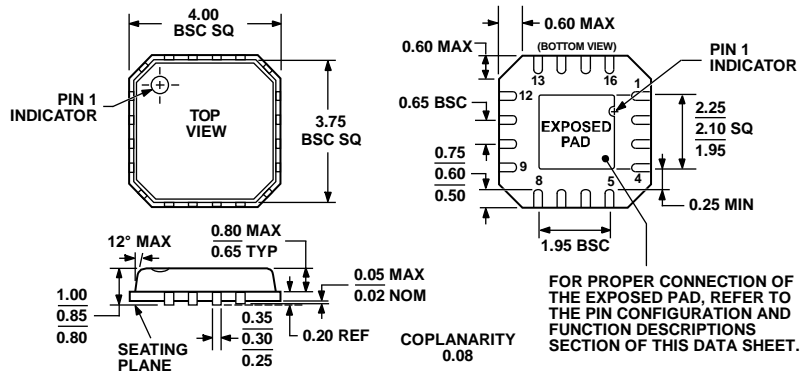 4.00
BSC SQ
PIN 1
INDICATOR
TOP
VIEW
3.75
BSC SQ
0.60 MAX
0.60 MAX
(BOTTOM VIEW)
PIN 1
INDICATOR
13
16
12
1
0.65 BSC
EXPOSED
PAD
2.25
2.10 SQ
1.95
0.75
0.60
0.50
9
4
8
5
0.25 MIN
1.95 BSC
12° MAX
0.80 MAX
0.65 TYP
0.05 MAX
0.02 NOM
1.00
0.85
0.80
SEATING
PLANE
0.35
0.30
0.25
0.20 REF
COPLANARITY
0.08
FOR PROPER CONNECTION OF
THE EXPOSED PAD, REFER TO
THE PIN CONFIGURATION AND
FUNCTION DESCRIPTIONS
SECTION OF THIS DATA SHEET.